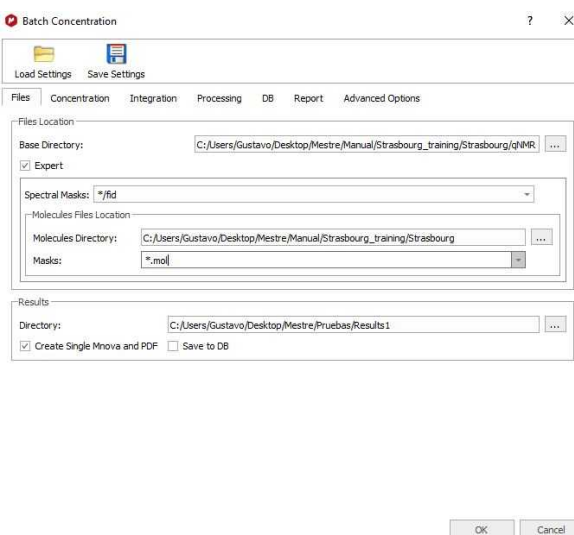 Batch Concentration ? ×
Load Settings Save Settings
Files Concentration Integration Processing DB Report Advanced Options
Files Location
Base Directory: C:/Users/Gustavo/Desktop/Mestre/Manual/Strasbourg_training/Strasbourg/qNMR ...
Expert
Spectral Masks: */fid
Molecules Files Location
Molecules Directory: C:/Users/Gustavo/Desktop/Mestre/Manual/Strasbourg_training/Strasbourg ...
Masks: *.mol
Results
Directory: C:/Users/Gustavo/Desktop/Mestre/Pruebas/Results1 ...
Create Single Mnova and PDF Save to DB
OK Cancel